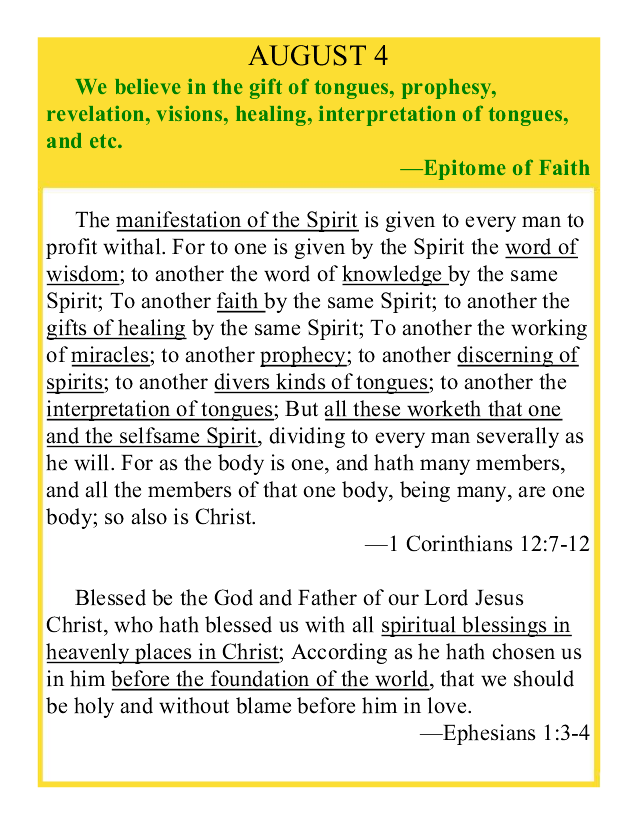 AUGUST 4
We believe in the gift of tongues, prophesy,
revelation, visions, healing, interpretation of tongues,
and etc.
—Epitome of Faith
The manifestation of the Spirit is given to every man to
profit withal. For to one is given by the Spirit the word of
wisdom; to another the word of knowledge by the same
Spirit; To another faith by the same Spirit; to another the
gifts of healing by the same Spirit; To another the working
of miracles; to another prophecy; to another discerning of
spirits; to another divers kinds of tongues; to another the
interpretation of tongues; But all these worketh that one
and the selfsame Spirit, dividing to every man severally as
he will. For as the body is one, and hath many members,
and all the members of that one body, being many, are one
body; so also is Christ.
—1 Corinthians 12:7-12
Blessed be the God and Father of our Lord Jesus
Christ, who hath blessed us with all spiritual blessings in
heavenly places in Christ; According as he hath chosen us
in him before the foundation of the world, that we should
be holy and without blame before him in love.
—Ephesians 1:3-4